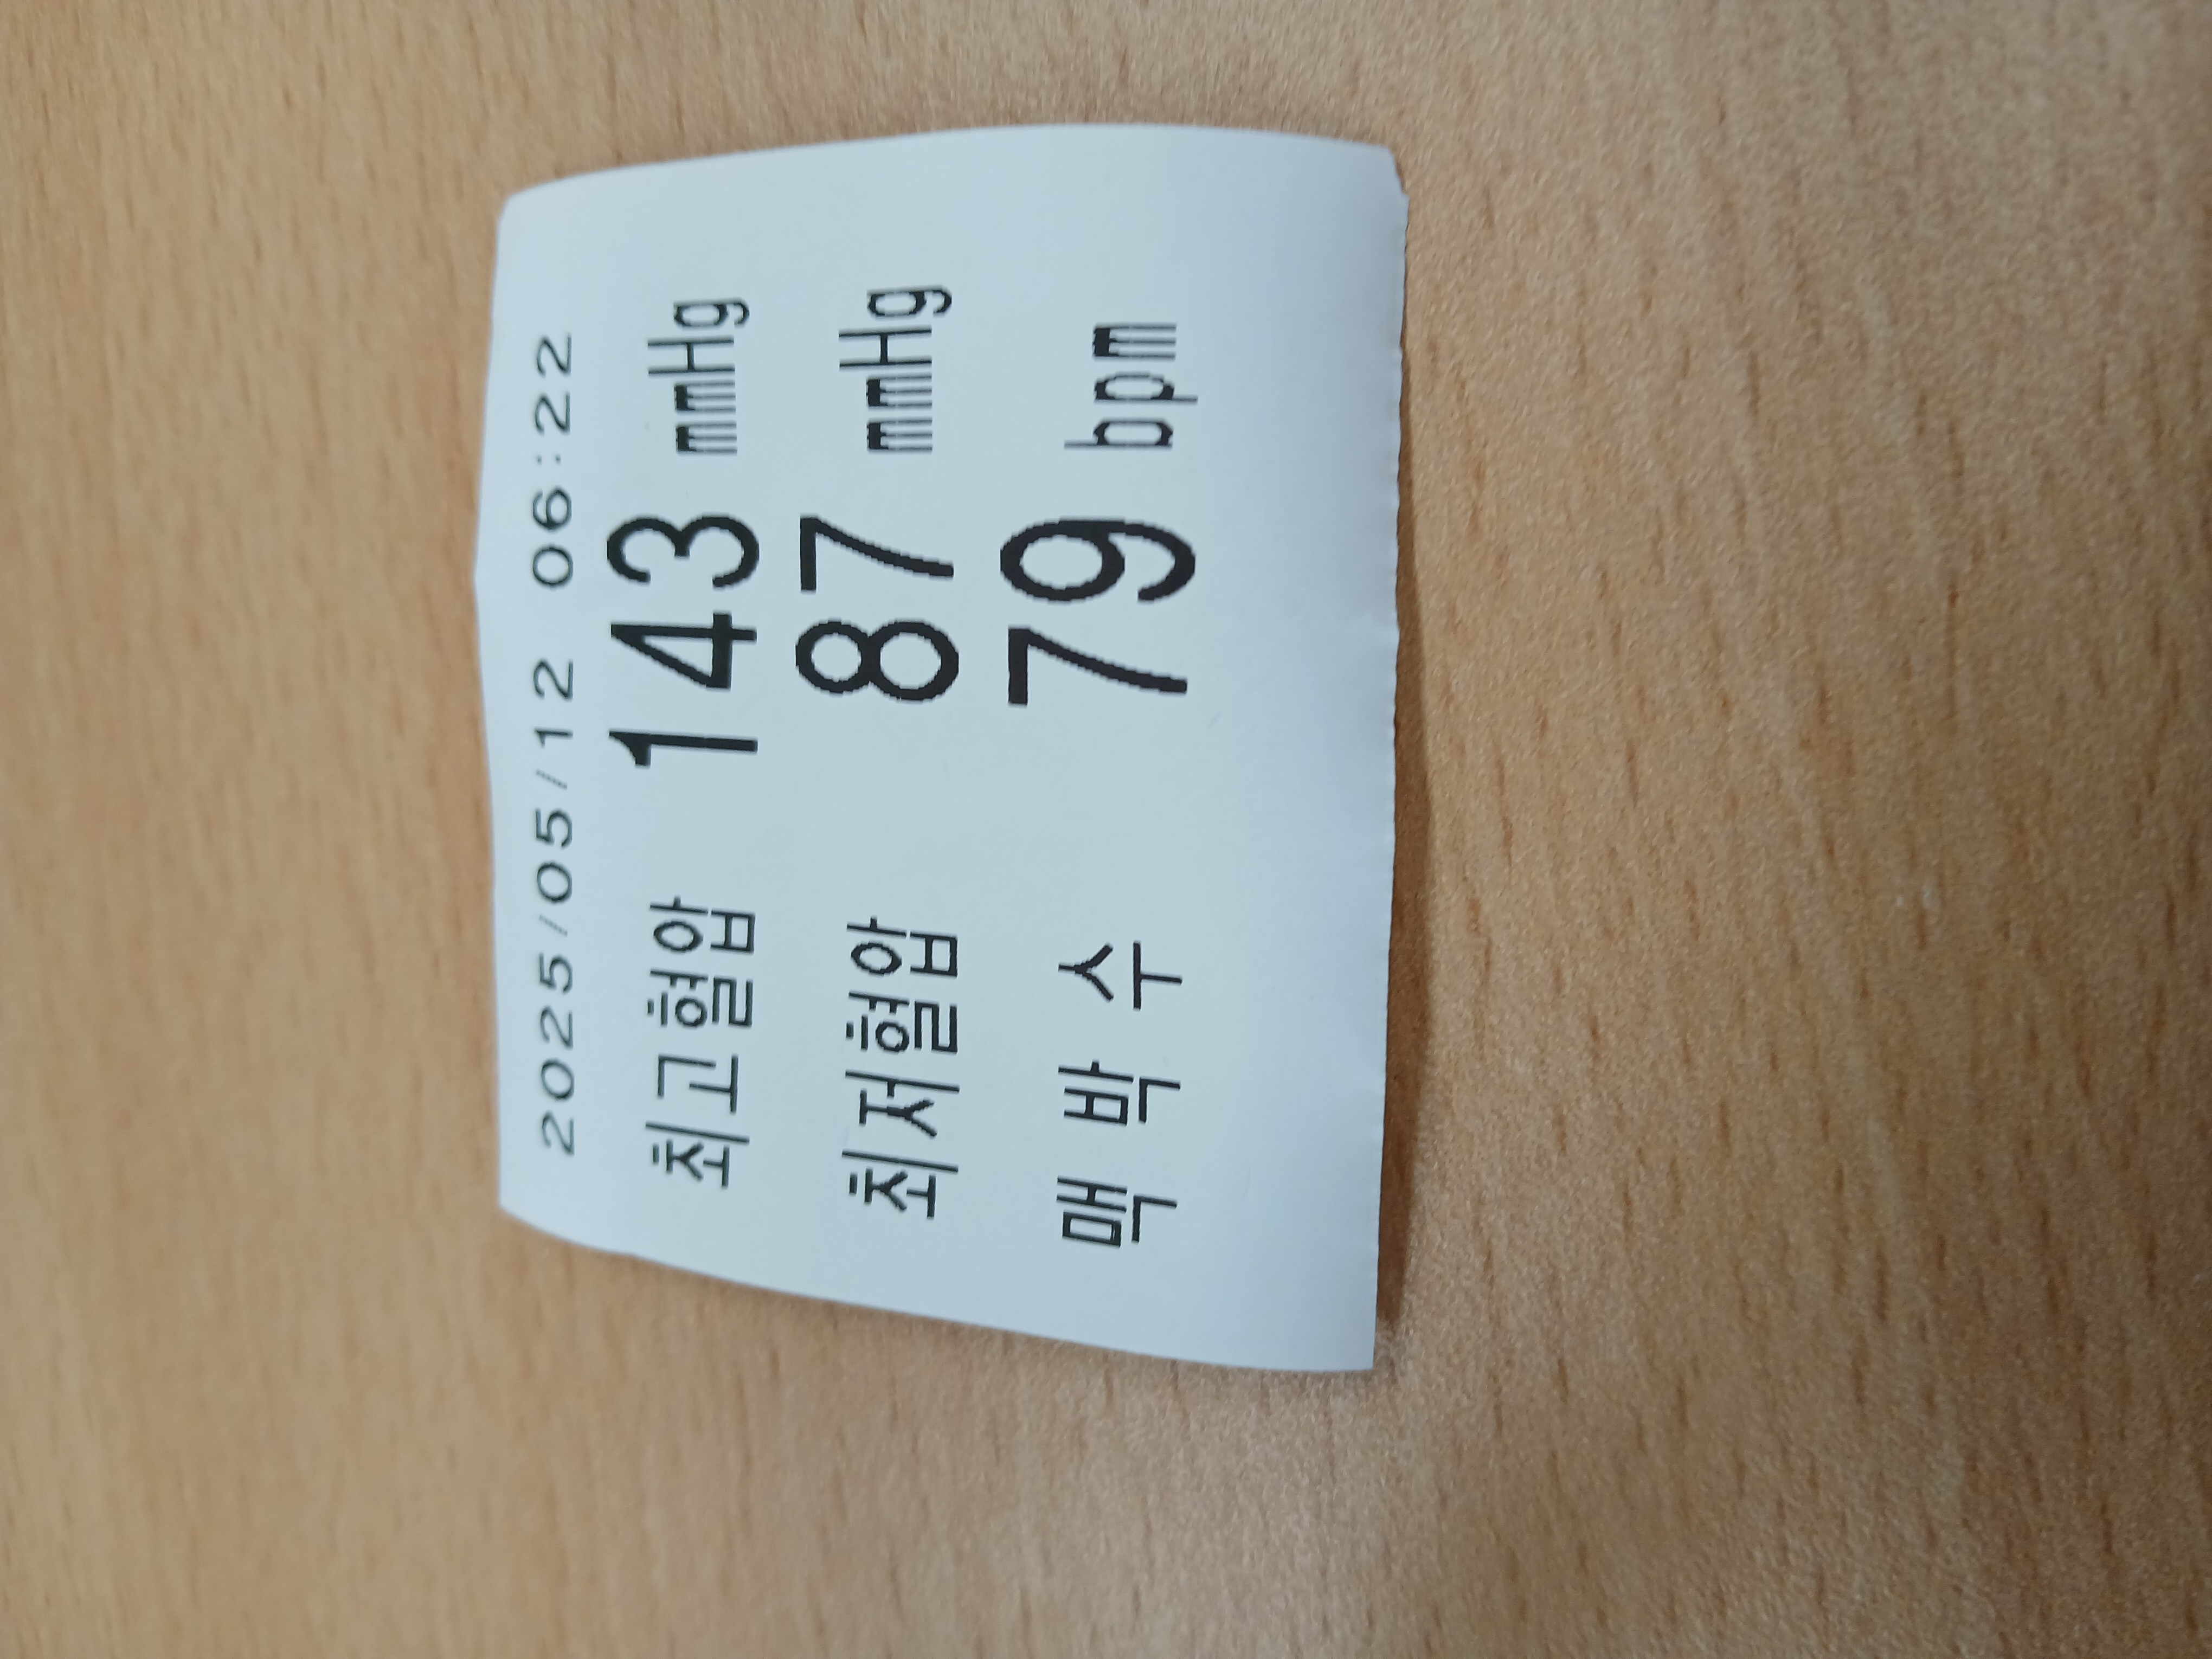 2025/05/12 06:22
최고혈압 143 mmHg
최저혈압 87 mmHg
맥 박 수 79 bpm